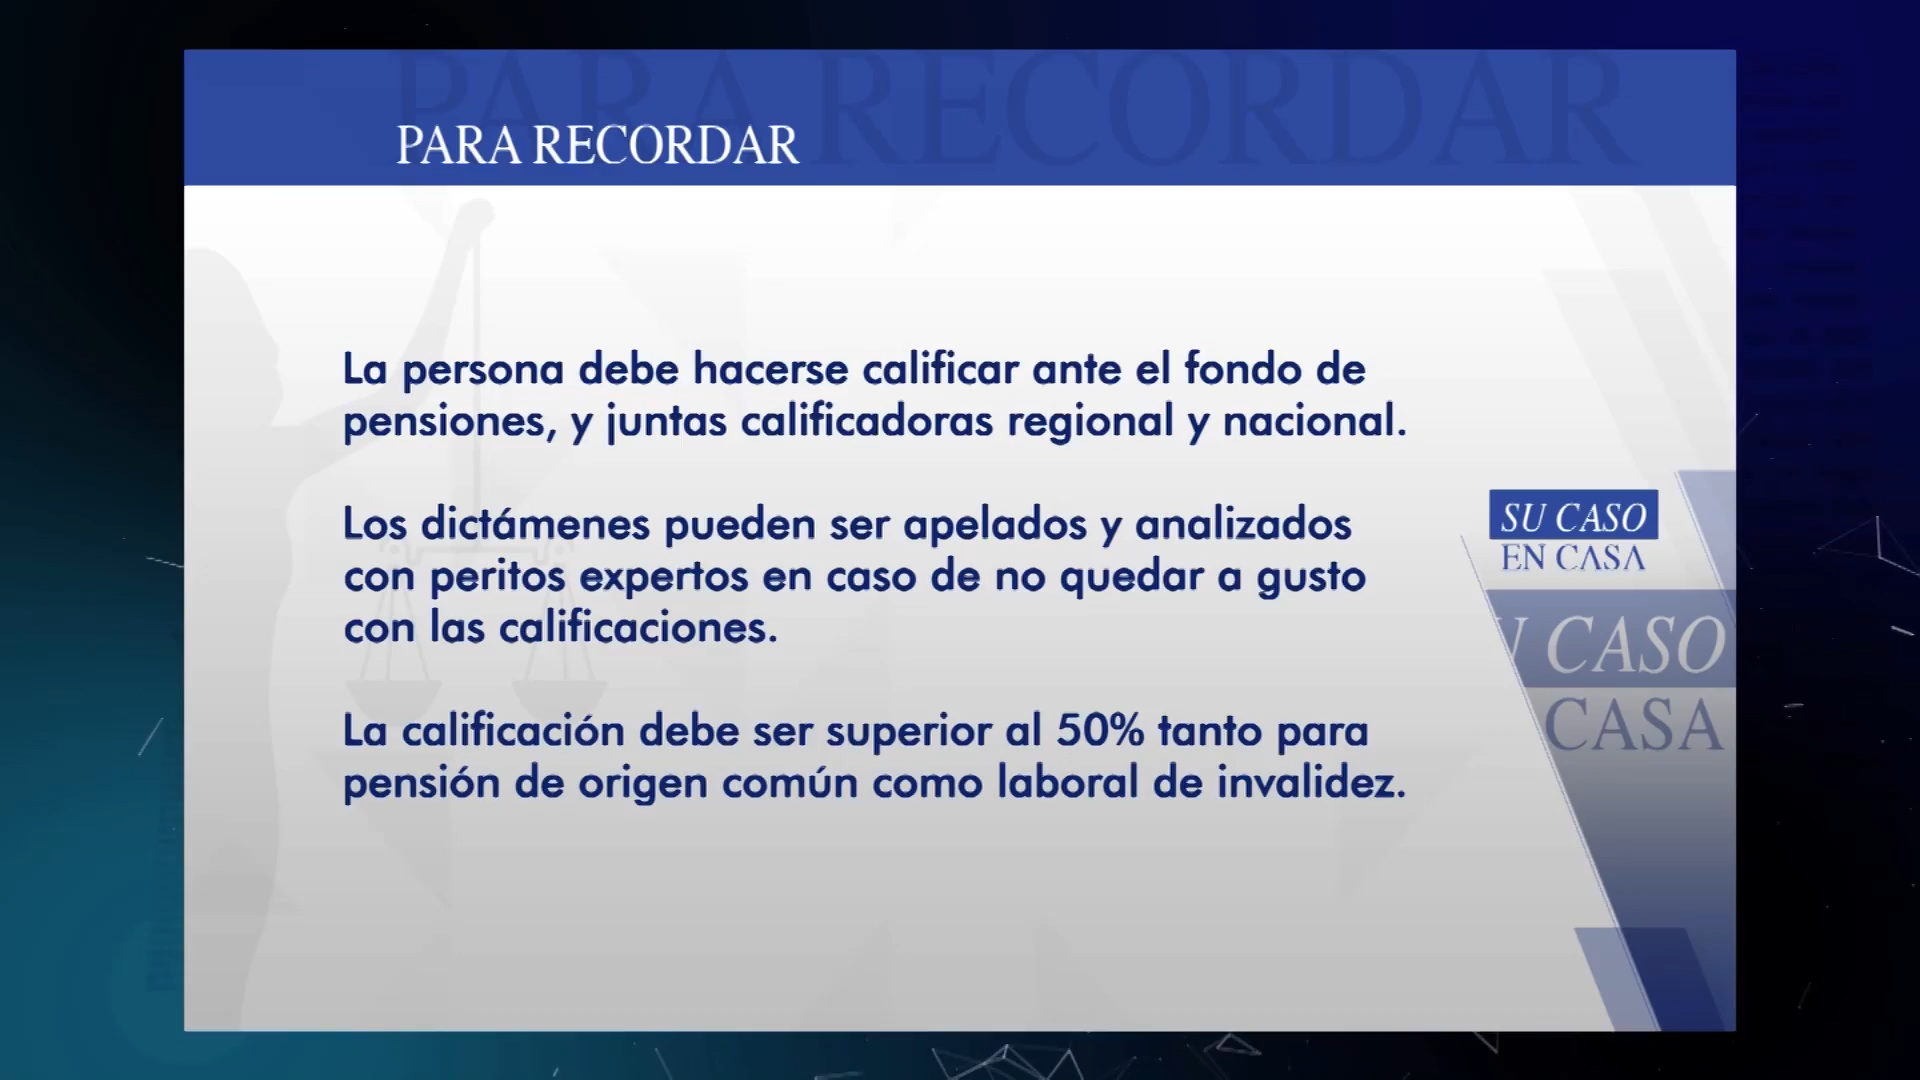 PARA RECORDAR
PARA RECORDAR
La persona debe hacerse calificar ante el fondo de
pensiones, y juntas calificadoras regional y nacional.
Los dictámenes pueden ser apelados y analizados
con peritos expertos en caso de no quedar a gusto
con las calificaciones.
La calificación debe ser superior al 50% tanto para
pensión de origen común como laboral de invalidez.
SU CASO
EN CASA
U CASO
CASA